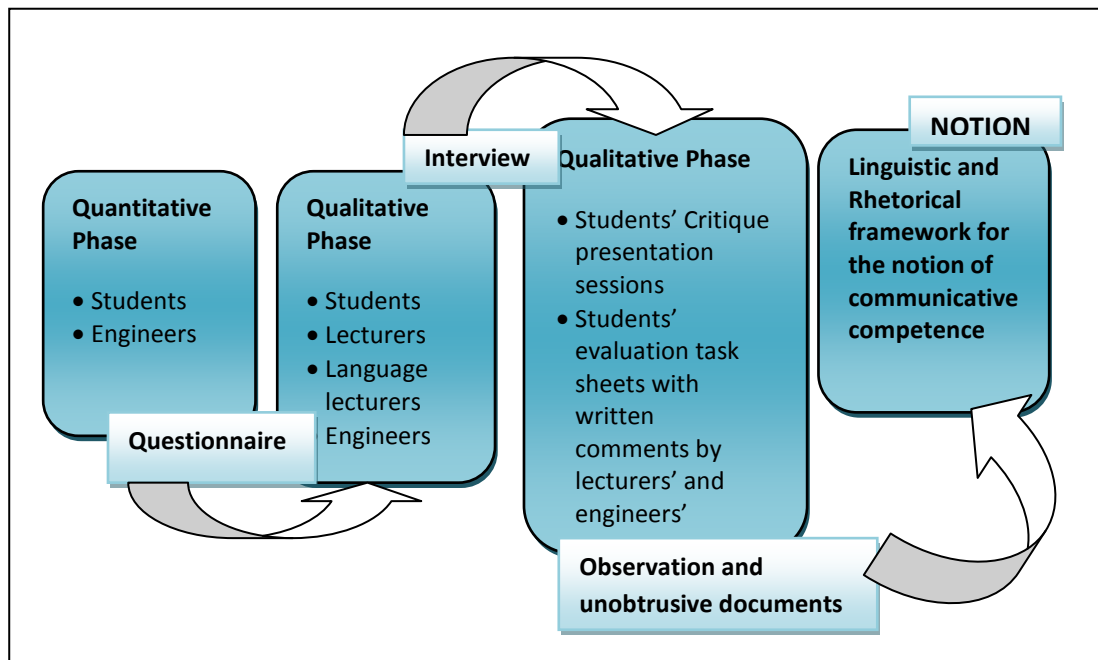 Quantitative
Phase
• Students
• Engineers
Questionnaire
Qualitative
Phase
• Students
• Lecturers
• Language
lecturers
• Engineers
Interview
Qualitative Phase
• Students’ Critique
presentation
sessions
• Students’
evaluation task
sheets with
written
comments by
lecturers’ and
engineers’
Observation and
unobtrusive documents
NOTION
Linguistic and
Rhetorical
framework for
the notion of
communicative
competence